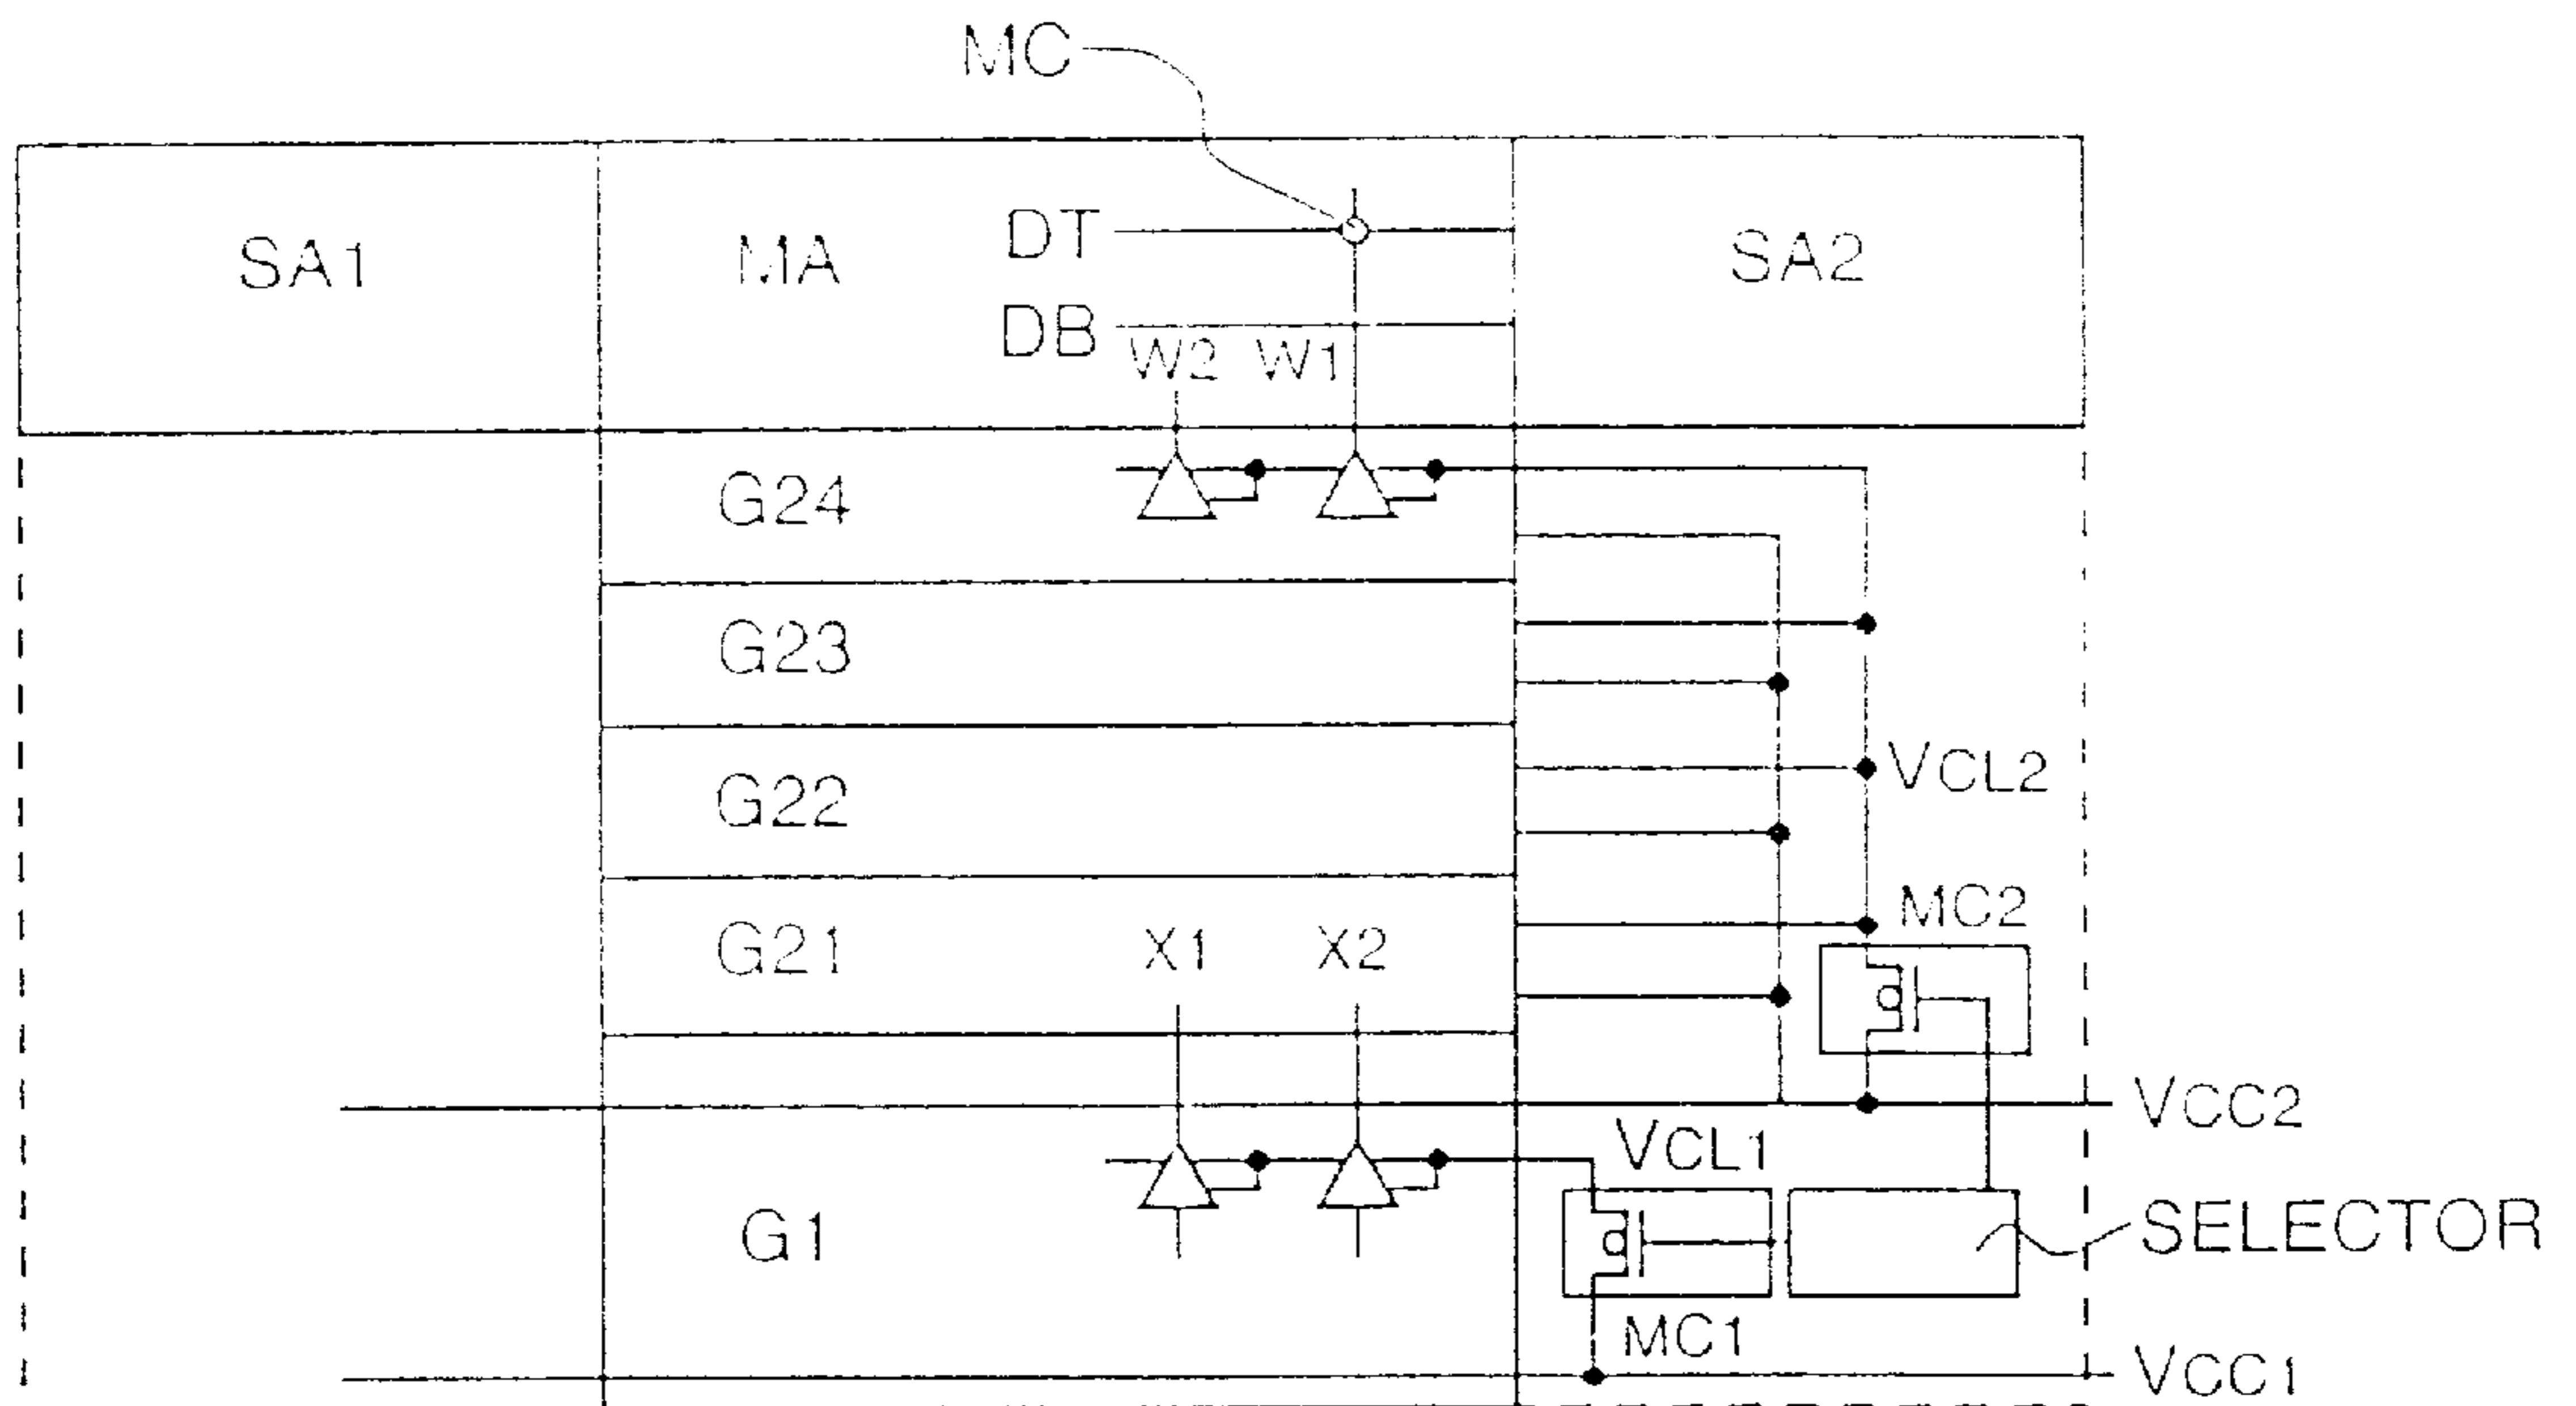 MC
SA1
MA
DT
SA2
DB
W2 W1
G24
G23
G22
VCL2
G21
X1
X2
MC2
VCC2
VCL1
G1
SELECTOR
MC1
VCC1